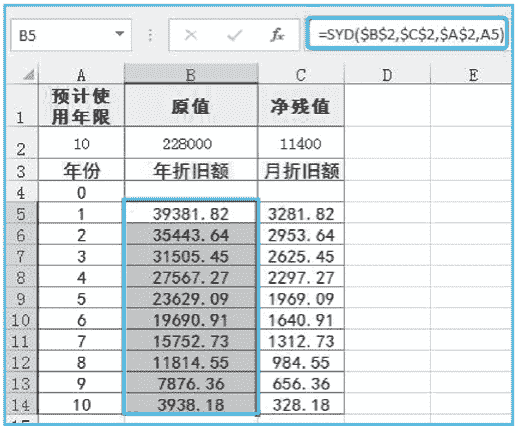 B5
fx
=SYD($B$2,$C$2,$A$2,A5)
A B C D E
1 预计使用年限 原值 净残值
2 10 228000 11400
3 年份 年折旧额 月折旧额
4 0
5 1 39381.82 3281.82
6 2 35443.64 2953.64
7 3 31505.45 2625.45
8 4 27567.27 2297.27
9 5 23629.09 1969.09
10 6 19690.91 1640.91
11 7 15752.73 1312.73
12 8 11814.55 984.55
13 9 7876.36 656.36
14 10 3938.18 328.18